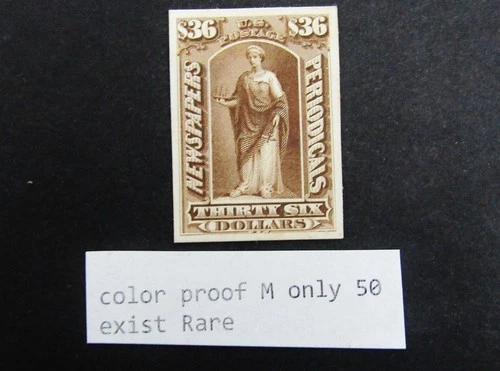 $36 U.S. $36
POSTAGE
NEWSPAPERS
PERIODICALS
THIRTY SIX
DOLLARS
color proof M only 50
exist Rare